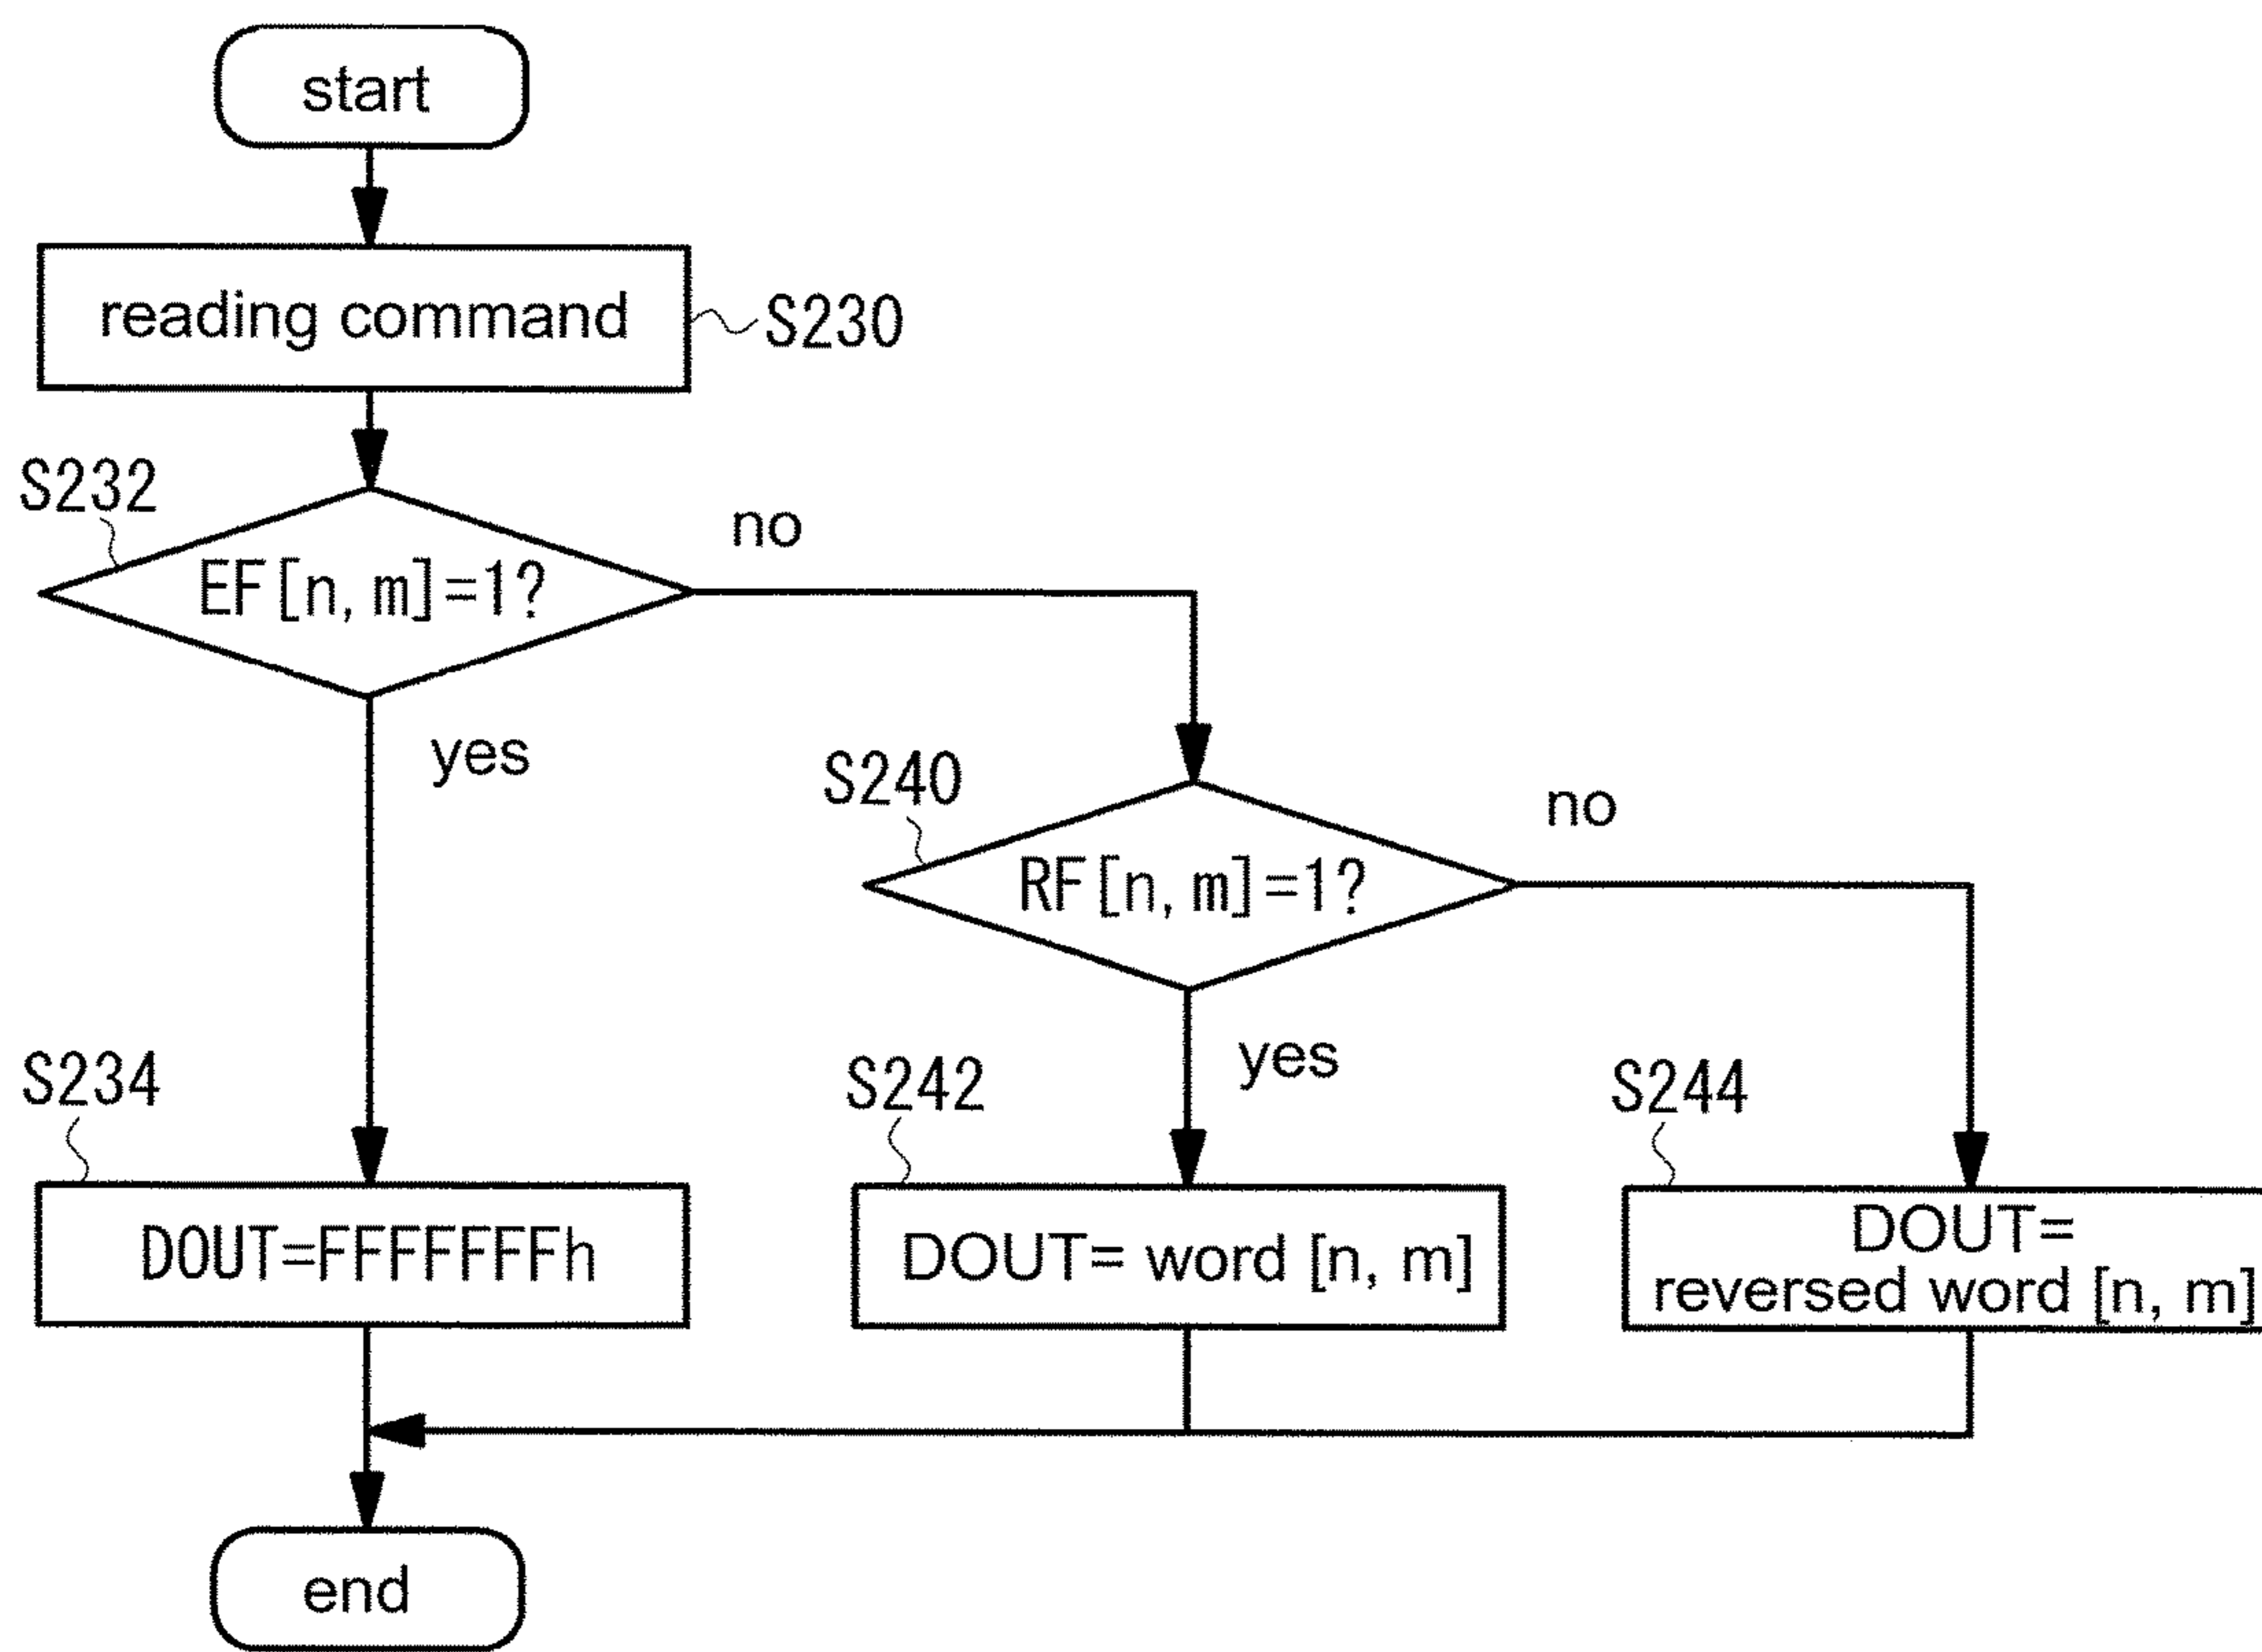 start
reading command
S230
S232
EF[n,m]=1?
no
yes
S240
RF[n,m]=1?
no
yes
S234
DOUT=FFFFFFFh
S242
DOUT= word [n, m]
S244
DOUT=
reversed word [n, m]
end